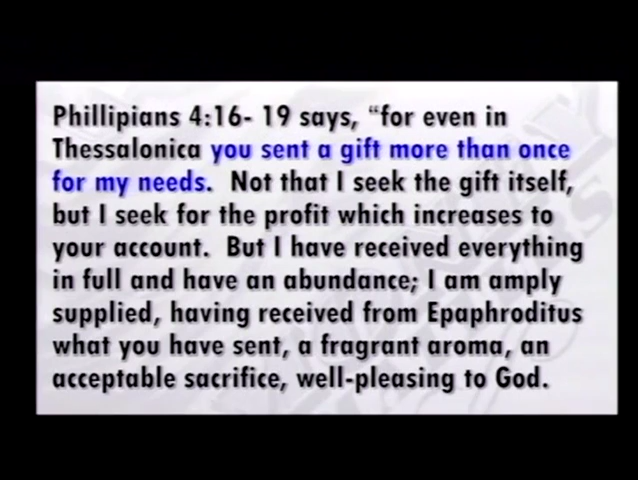 Phillipians 4:16- 19 says, “for even in
Thessalonica you sent a gift more than once
for my needs. Not that I seek the gift itself,
but I seek for the profit which increases to
your account. But I have received everything
in full and have an abundance; I am amply
supplied, having received from Epaphroditus
what you have sent, a fragrant aroma, an
acceptable sacrifice, well-pleasing to God.